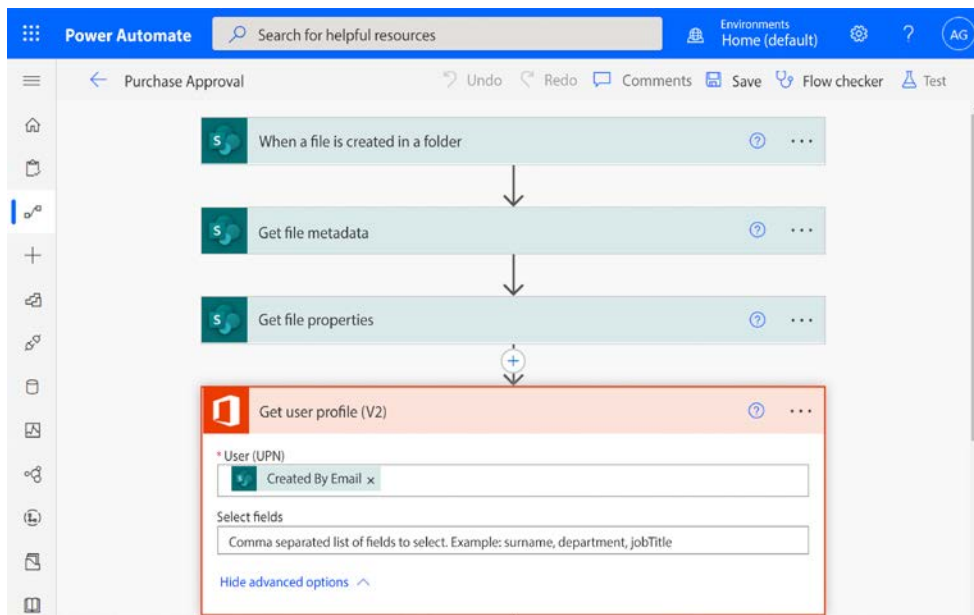 Power Automate
Search for helpful resources
Environments
Home (default)
?
AG
Purchase Approval
Undo
Redo
Comments
Save
Flow checker
Test
S
When a file is created in a folder
? ...
S
Get file metadata
? ...
S
Get file properties
? ...
+
Get user profile (V2)
? ...
* User (UPN)
Created By Email ×
Select fields
Comma separated list of fields to select. Example: surname, department, jobTitle
Hide advanced options